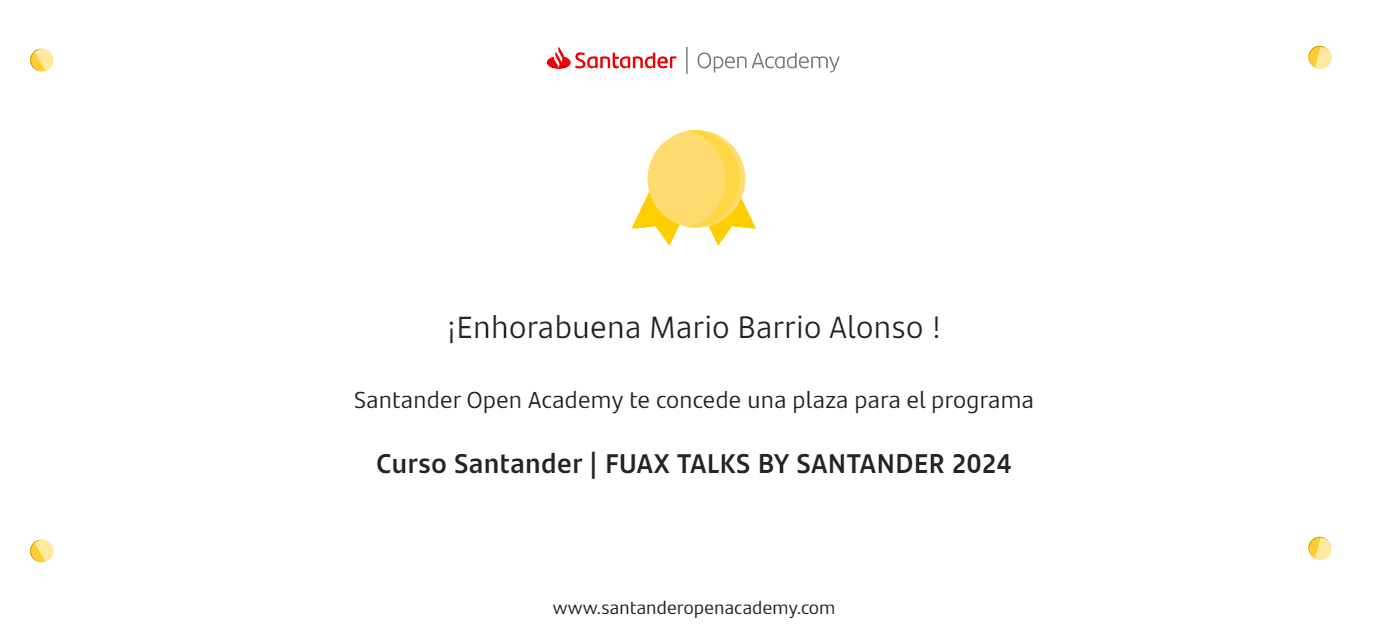 Santander | Open Academy
¡Enhorabuena Mario Barrio Alonso !
Santander Open Academy te concede una plaza para el programa
Curso Santander | FUAX TALKS BY SANTANDER 2024
www.santanderopenacademy.com